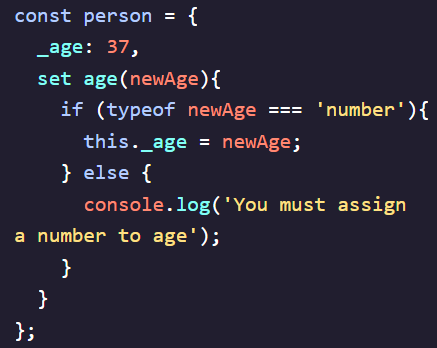 const person = {
  _age: 37,
  set age(newAge){
    if (typeof newAge === 'number'){
      this._age = newAge;
    } else {
      console.log('You must assign
a number to age');
    }
  }
};